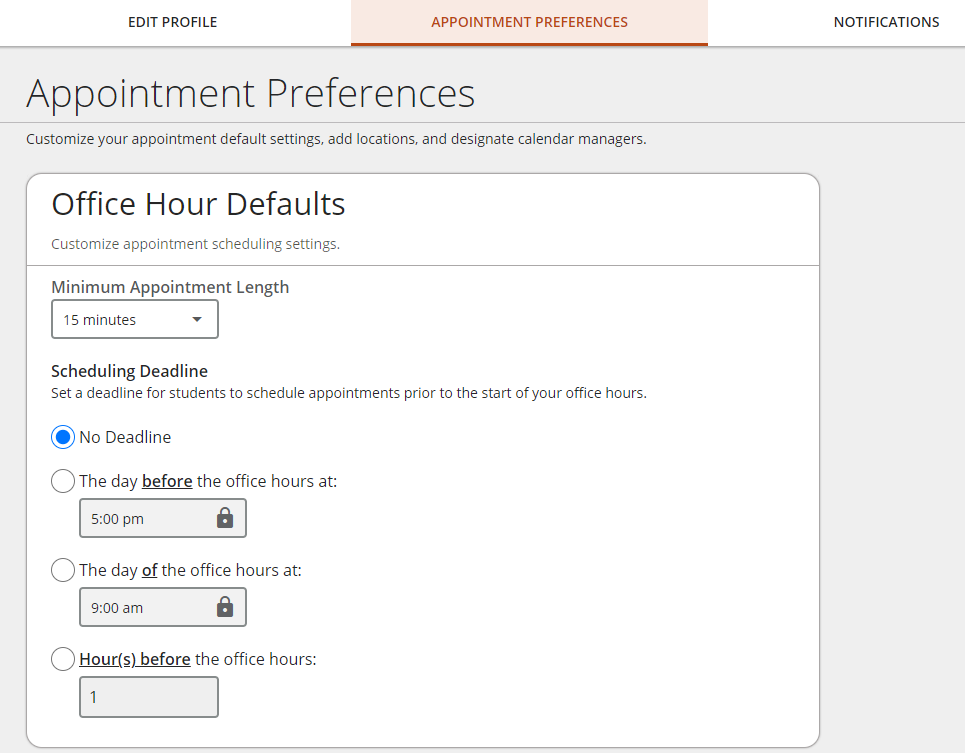 EDIT PROFILE APPOINTMENT PREFERENCES NOTIFICATIONS
Appointment Preferences
Customize your appointment default settings, add locations, and designate calendar managers.
Office Hour Defaults
Customize appointment scheduling settings.
Minimum Appointment Length
15 minutes
Scheduling Deadline
Set a deadline for students to schedule appointments prior to the start of your office hours.
No Deadline
The day before the office hours at:
5:00 pm
The day of the office hours at:
9:00 am
Hour(s) before the office hours:
1